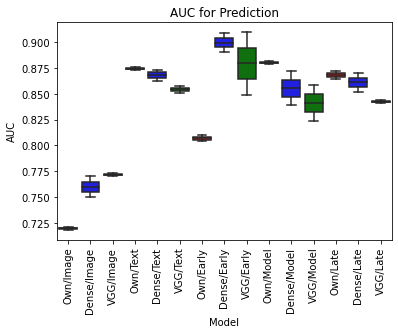 AUC for Prediction
AUC
0.900
0.875
0.850
0.825
0.800
0.775
0.750
0.725
Own/Image
Dense/Image
VGG/Image
Own/Text
Dense/Text
VGG/Text
Own/Early
Dense/Early
VGG/Early
Own/Model
Dense/Model
VGG/Model
Own/Late
Dense/Late
VGG/Late
Model